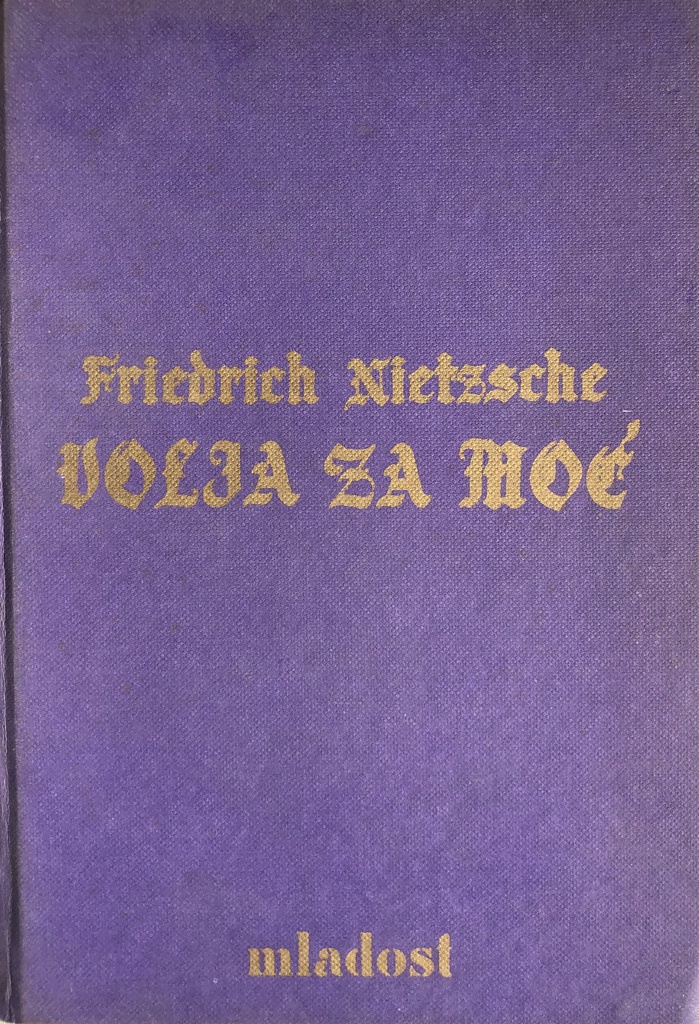 Friedrich Nietzsche
VOLJA ZA MOĆ
mladost